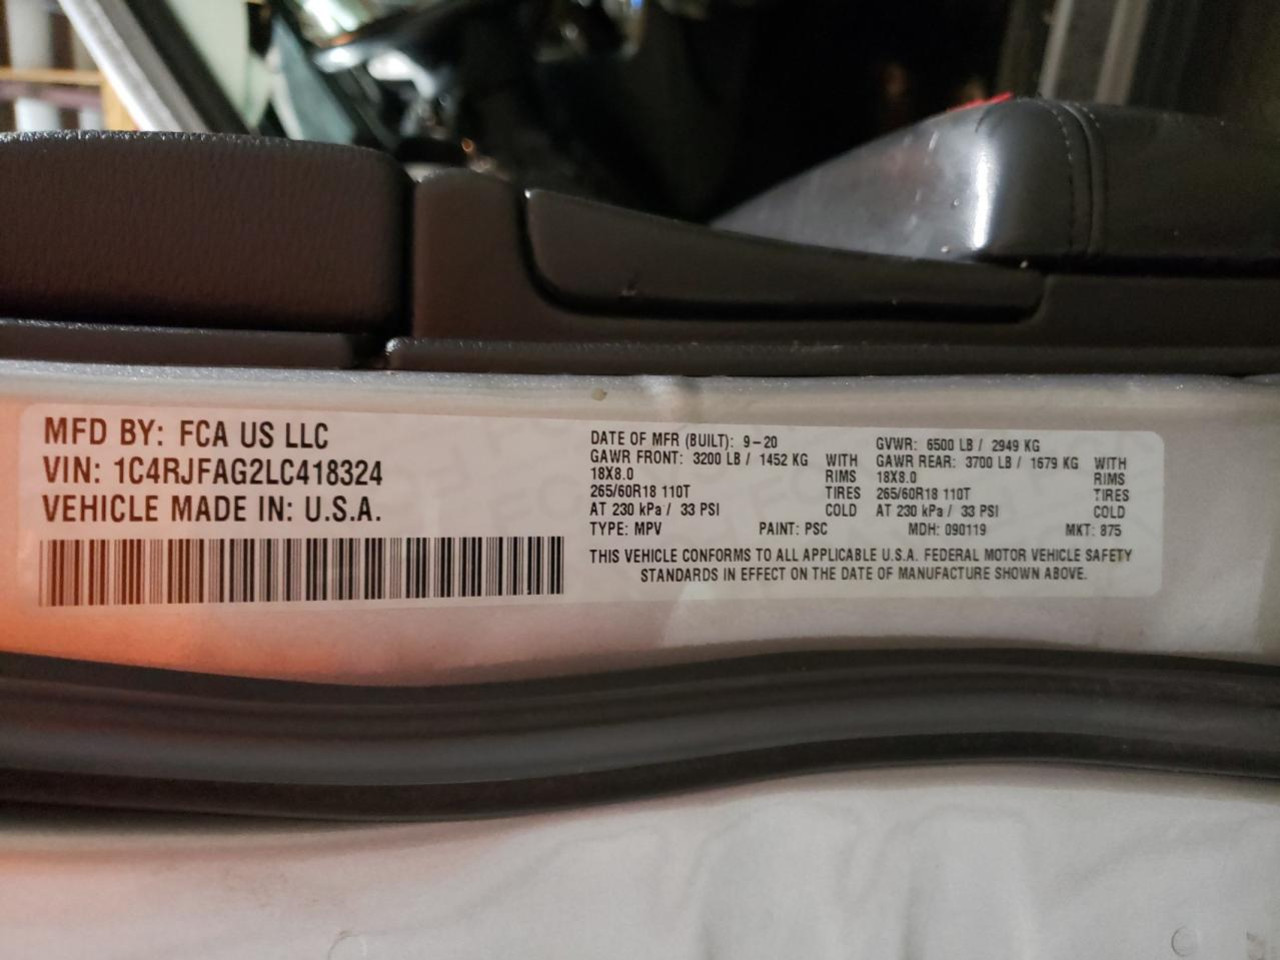 MFD BY: FCA US LLC
VIN: 1C4RJFAG2LC418324
VEHICLE MADE IN: U.S.A.
DATE OF MFR (BUILT): 9-20 GVWR: 6500 LB / 2949 KG
GAWR FRONT: 3200 LB / 1452 KG WITH GAWR REAR: 3700 LB / 1679 KG WITH
18X8.0 RIMS 18X8.0 RIMS
265/60R18 110T TIRES 265/60R18 110T TIRES
AT 230 kPa / 33 PSI COLD AT 230 kPa / 33 PSI COLD
TYPE: MPV PAINT: PSC MDH: 090119 MKT: 875
THIS VEHICLE CONFORMS TO ALL APPLICABLE U.S.A. FEDERAL MOTOR VEHICLE SAFETY
STANDARDS IN EFFECT ON THE DATE OF MANUFACTURE SHOWN ABOVE.